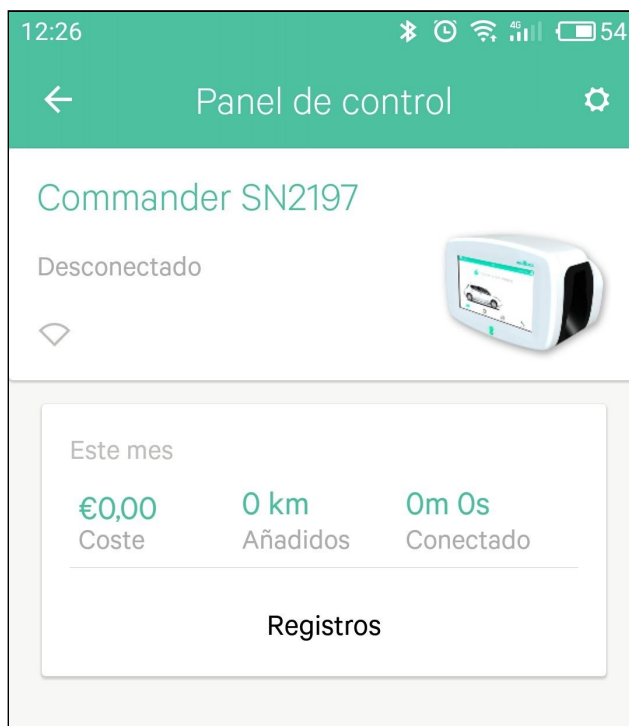 12:26 4G 54
Panel de control
Commander SN2197
Desconectado
Este mes
€0,00 0 km 0m 0s
Coste Añadidos Conectado
Registros